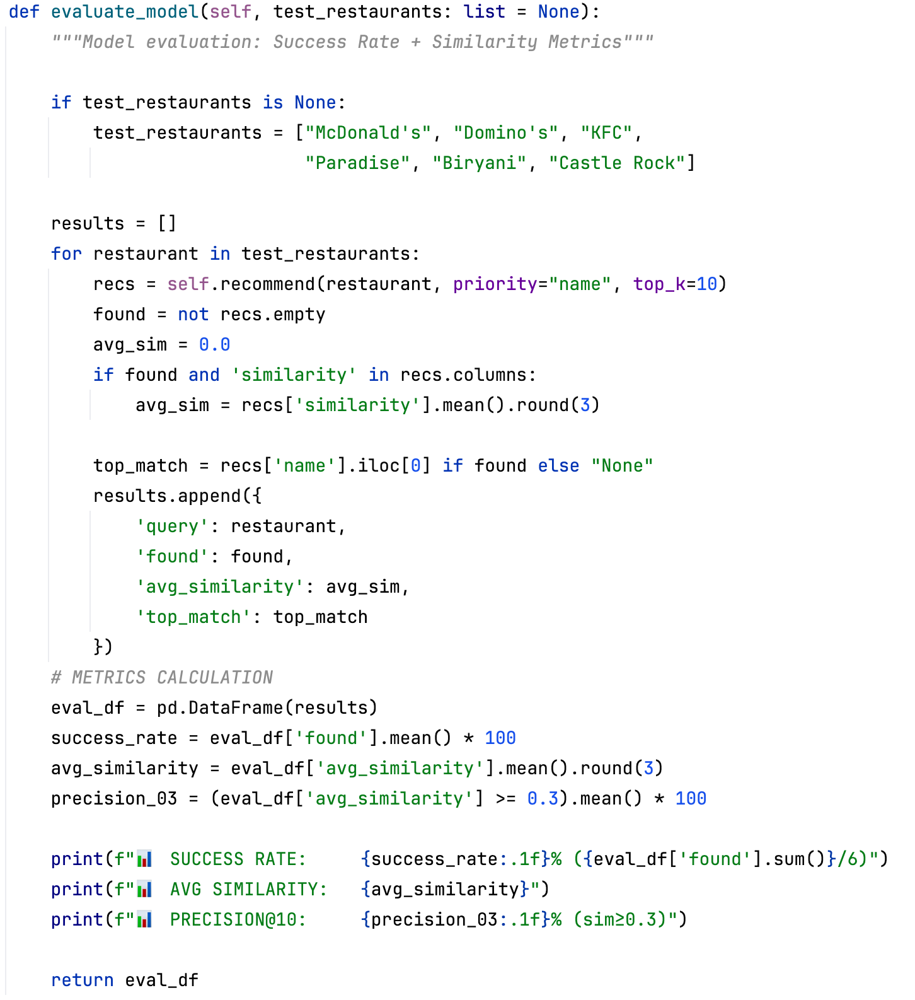 def evaluate_model(self, test_restaurants: list = None):
    """Model evaluation: Success Rate + Similarity Metrics"""

    if test_restaurants is None:
        test_restaurants = ["McDonald's", "Domino's", "KFC",
                            "Paradise", "Biryani", "Castle Rock"]

    results = []
    for restaurant in test_restaurants:
        recs = self.recommend(restaurant, priority="name", top_k=10)
        found = not recs.empty
        avg_sim = 0.0
        if found and 'similarity' in recs.columns:
            avg_sim = recs['similarity'].mean().round(3)

        top_match = recs['name'].iloc[0] if found else "None"
        results.append({
            'query': restaurant,
            'found': found,
            'avg_similarity': avg_sim,
            'top_match': top_match
        })
    # METRICS CALCULATION
    eval_df = pd.DataFrame(results)
    success_rate = eval_df['found'].mean() * 100
    avg_similarity = eval_df['avg_similarity'].mean().round(3)
    precision_03 = (eval_df['avg_similarity'] >= 0.3).mean() * 100

    print(f"📊 SUCCESS RATE:     {success_rate:.1f}% ({eval_df['found'].sum()}/6)")
    print(f"📊 AVG SIMILARITY:   {avg_similarity}")
    print(f"📊 PRECISION@10:     {precision_03:.1f}% (sim≥0.3)")

    return eval_df